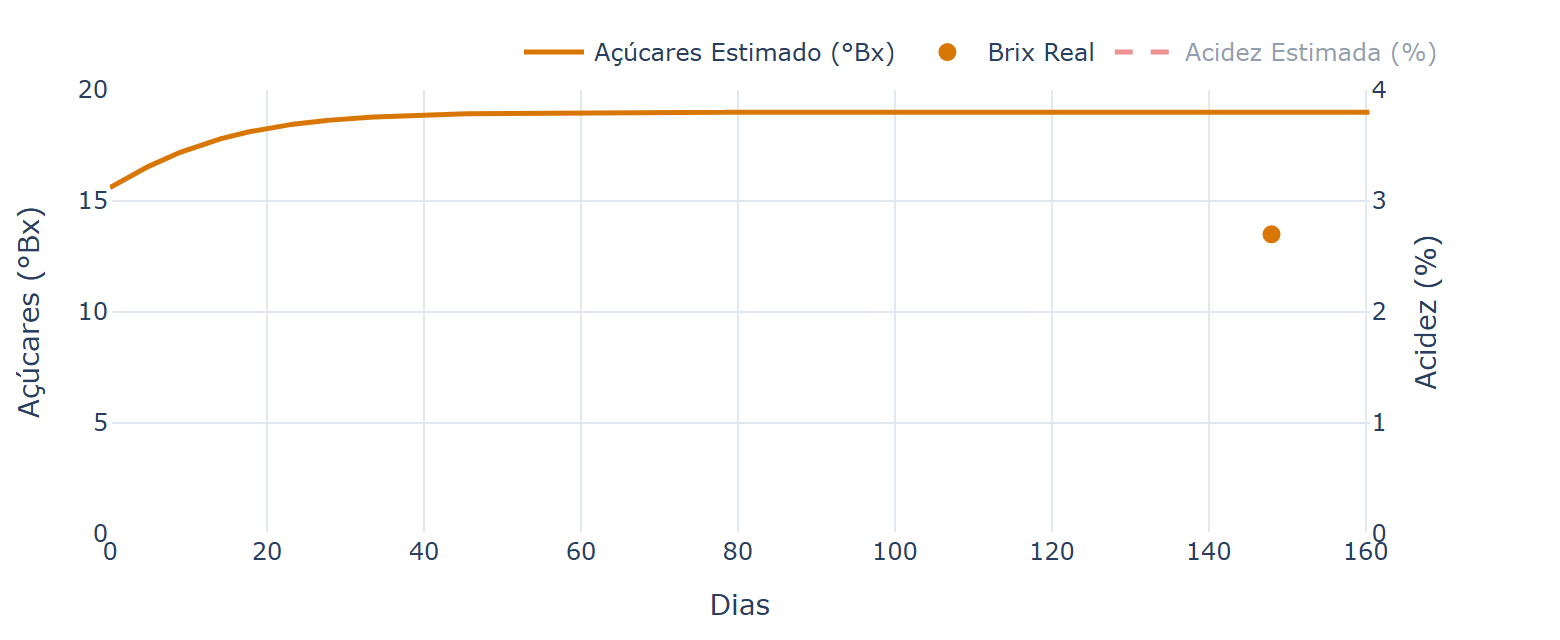 Açúcares Estimado (°Bx) Brix Real Acidez Estimada (%)
20 4
15 3
10 2
5 1
0 0
0 20 40 60 80 100 120 140 160
Açúcares (°Bx)
Acidez (%)
Dias